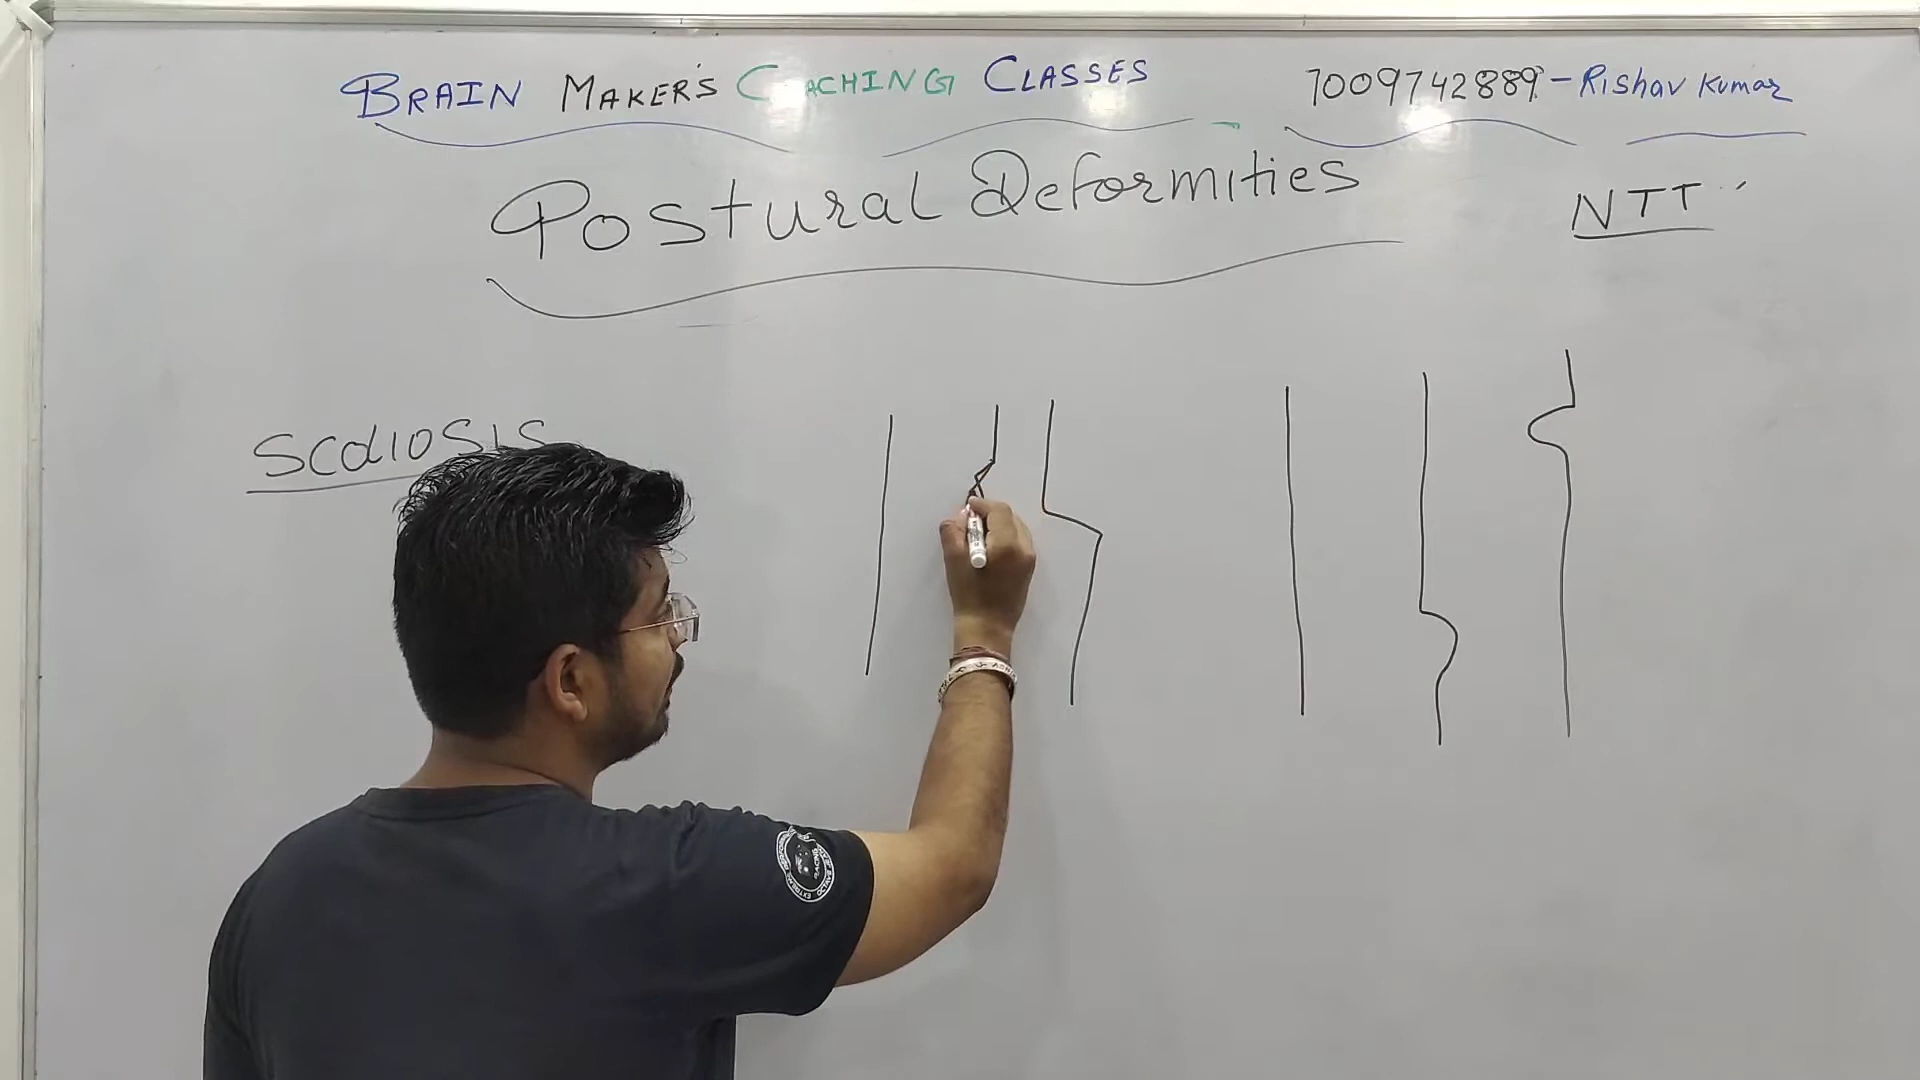 BRAIN MAKER'S COACHING CLASSES 7009742889-Rishav Kumar
Postural Deformities
NTT
Scoliosis